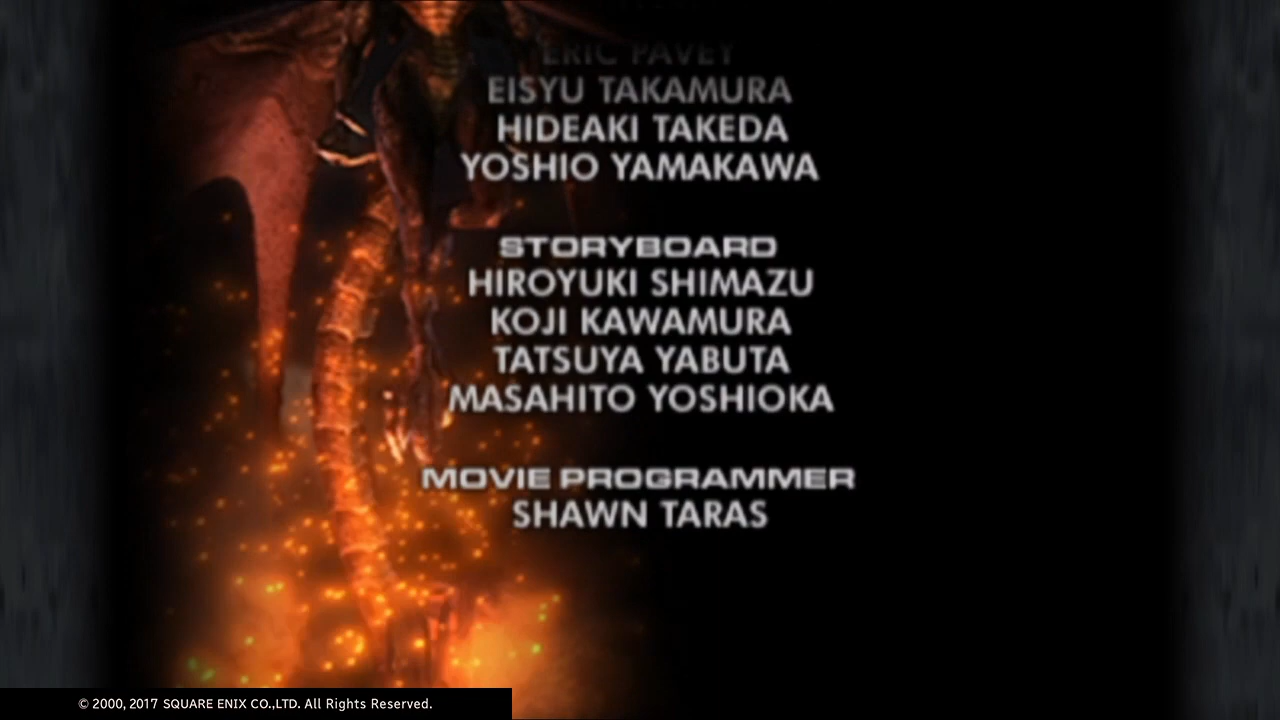 ERIC PAVEY
EISYU TAKAMURA
HIDEAKI TAKEDA
YOSHIO YAMAKAWA
STORYBOARD
HIROYUKI SHIMAZU
KOJI KAWAMURA
TATSUYA YABUTA
MASAHITO YOSHIOKA
MOVIE PROGRAMMER
SHAWN TARAS
© 2000, 2017 SQUARE ENIX CO.,LTD. All Rights Reserved.